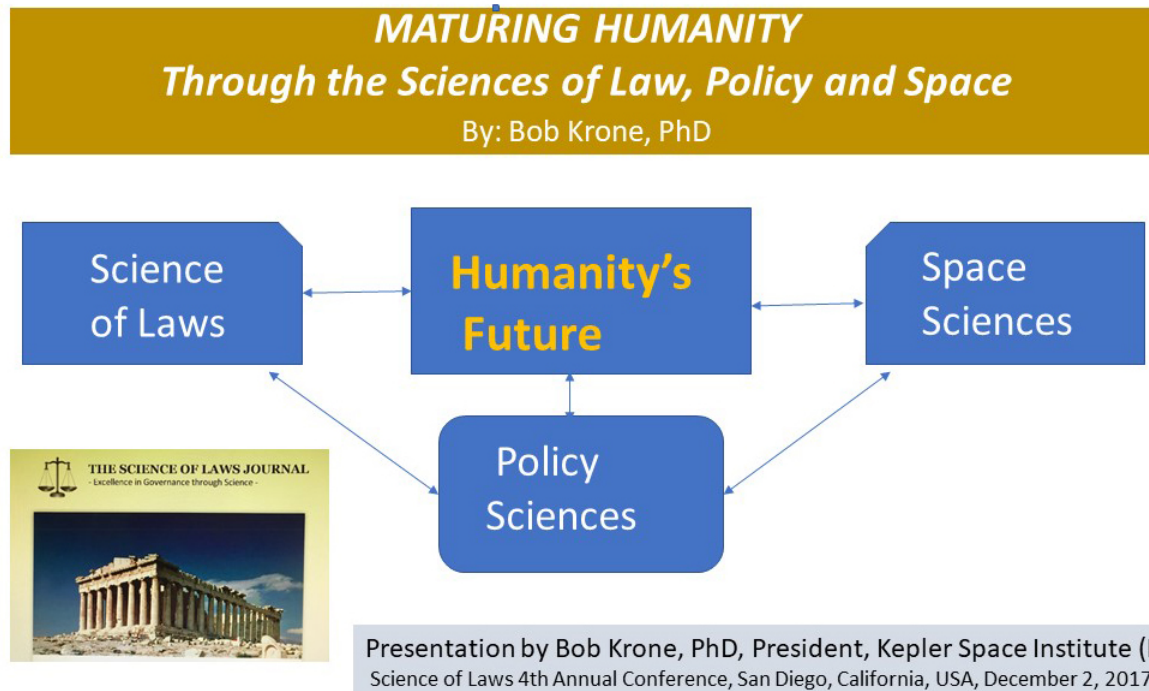 MATURING HUMANITY
Through the Sciences of Law, Policy and Space
By: Bob Krone, PhD
Science
of Laws
Humanity’s
Future
Space
Sciences
Policy
Sciences
THE SCIENCE OF LAWS JOURNAL
- Excellence in Governance through Science -
Presentation by Bob Krone, PhD, President, Kepler Space Institute (
Science of Laws 4th Annual Conference, San Diego, California, USA, December 2, 2017